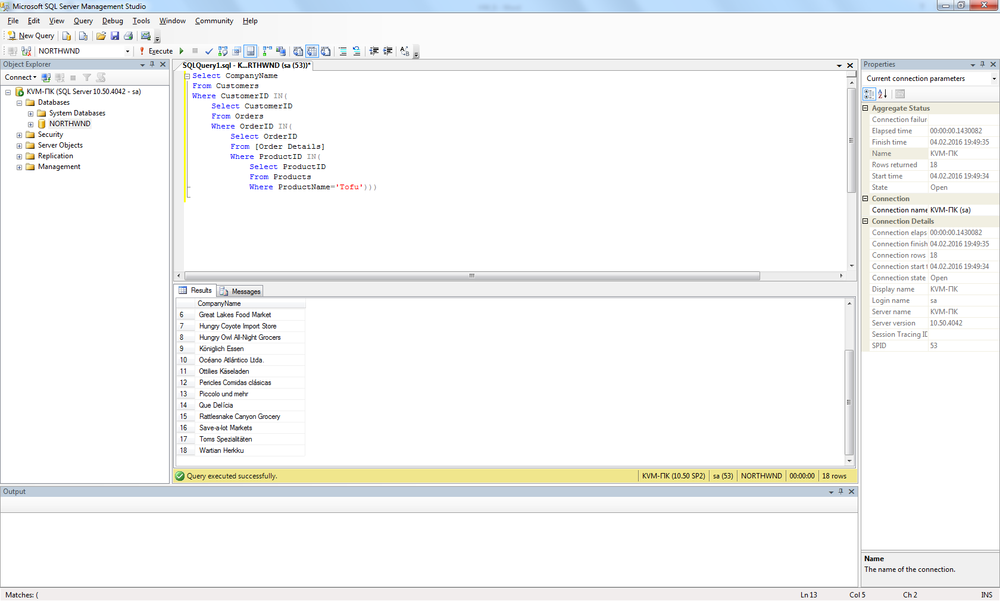 Microsoft SQL Server Management Studio
File Edit View Query Debug Tools Window Community Help
New Query
NORTHWND Execute
Object Explorer
Connect
KVM-ПК (SQL Server 10.50.4042 - sa)
Databases
System Databases
NORTHWND
Security
Server Objects
Replication
Management
SQLQuery1.sql - K...RTHWND (sa (53))*
Select CompanyName
From Customers
Where CustomerID IN(
Select CustomerID
From Orders
Where OrderID IN(
Select OrderID
From [Order Details]
Where ProductID IN(
Select ProductID
From Products
Where ProductName='Tofu')))
Results Messages
CompanyName
6 Great Lakes Food Market
7 Hungry Coyote Import Store
8 Hungry Owl All-Night Grocers
9 Königlich Essen
10 Océano Atlántico Ltda.
11 Ottilies Käseladen
12 Pericles Comidas clásicas
13 Piccolo und mehr
14 Que Delícia
15 Rattlesnake Canyon Grocery
16 Save-a-lot Markets
17 Toms Spezialitäten
18 Wartian Herkku
Query executed successfully. KVM-ПК (10.50 SP2) sa (53) NORTHWND 00:00:00 18 rows
Output
Properties
Current connection parameters
Aggregate Status
Connection failur
Elapsed time 00:00:00.1430082
Finish time 04.02.2016 19:49:35
Name KVM-ПК
Rows returned 18
Start time 04.02.2016 19:49:34
State Open
Connection
Connection name KVM-ПК (sa)
Connection Details
Connection elaps 00:00:00.1430082
Connection finish 04.02.2016 19:49:35
Connection rows 18
Connection start t 04.02.2016 19:49:34
Connection state Open
Display name KVM-ПК
Login name sa
Server name KVM-ПК
Server version 10.50.4042
Session Tracing ID
SPID 53
Name
The name of the connection.
Matches: ( Ln 13 Col 5 Ch 2 INS